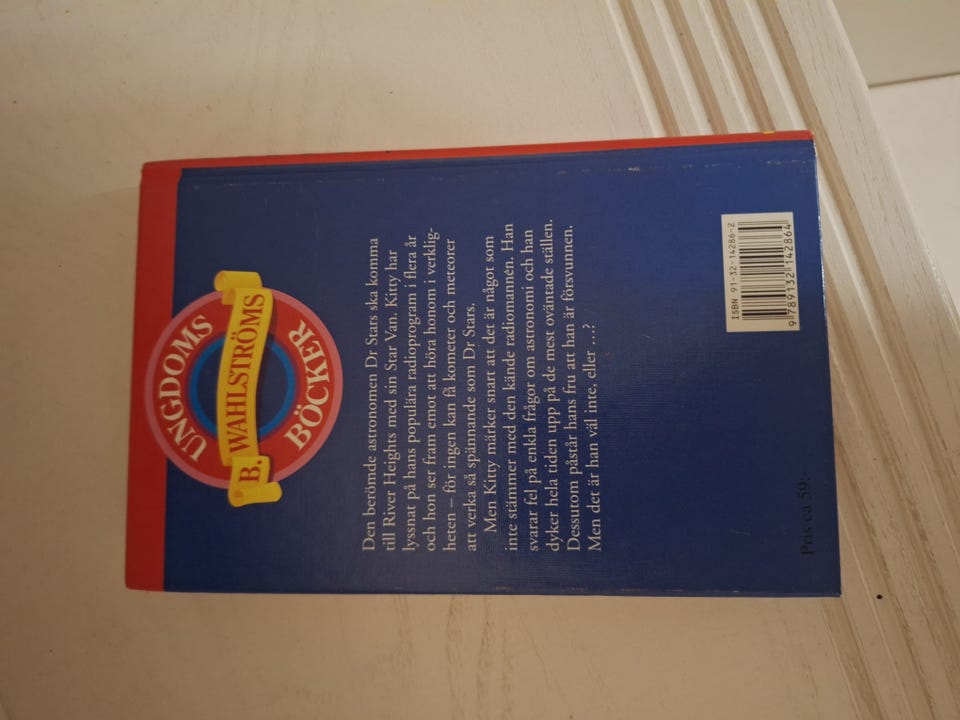 UNGDOMS
B. WAHLSTRÖMS
BÖCKER
Den berömde astronomen Dr Stars ska komma
till River Heights med sin Star Van. Kitty har
lyssnat på hans populära radioprogram i flera år
och hon ser fram emot att höra honom i verklig-
heten – för ingen kan få kometer och meteorer
att verka så spännande som Dr Stars.
Men Kitty märker snart att det är något som
inte stämmer med den kände radiomannen. Han
svarar fel på enkla frågor om astronomi och han
dyker hela tiden upp på de mest oväntade ställen.
Dessutom påstår hans fru att han är försvunnen.
Men det är han väl inte, eller …?
ISBN 91-32-14286-2
9 789132 142864
Pris ca 59:-